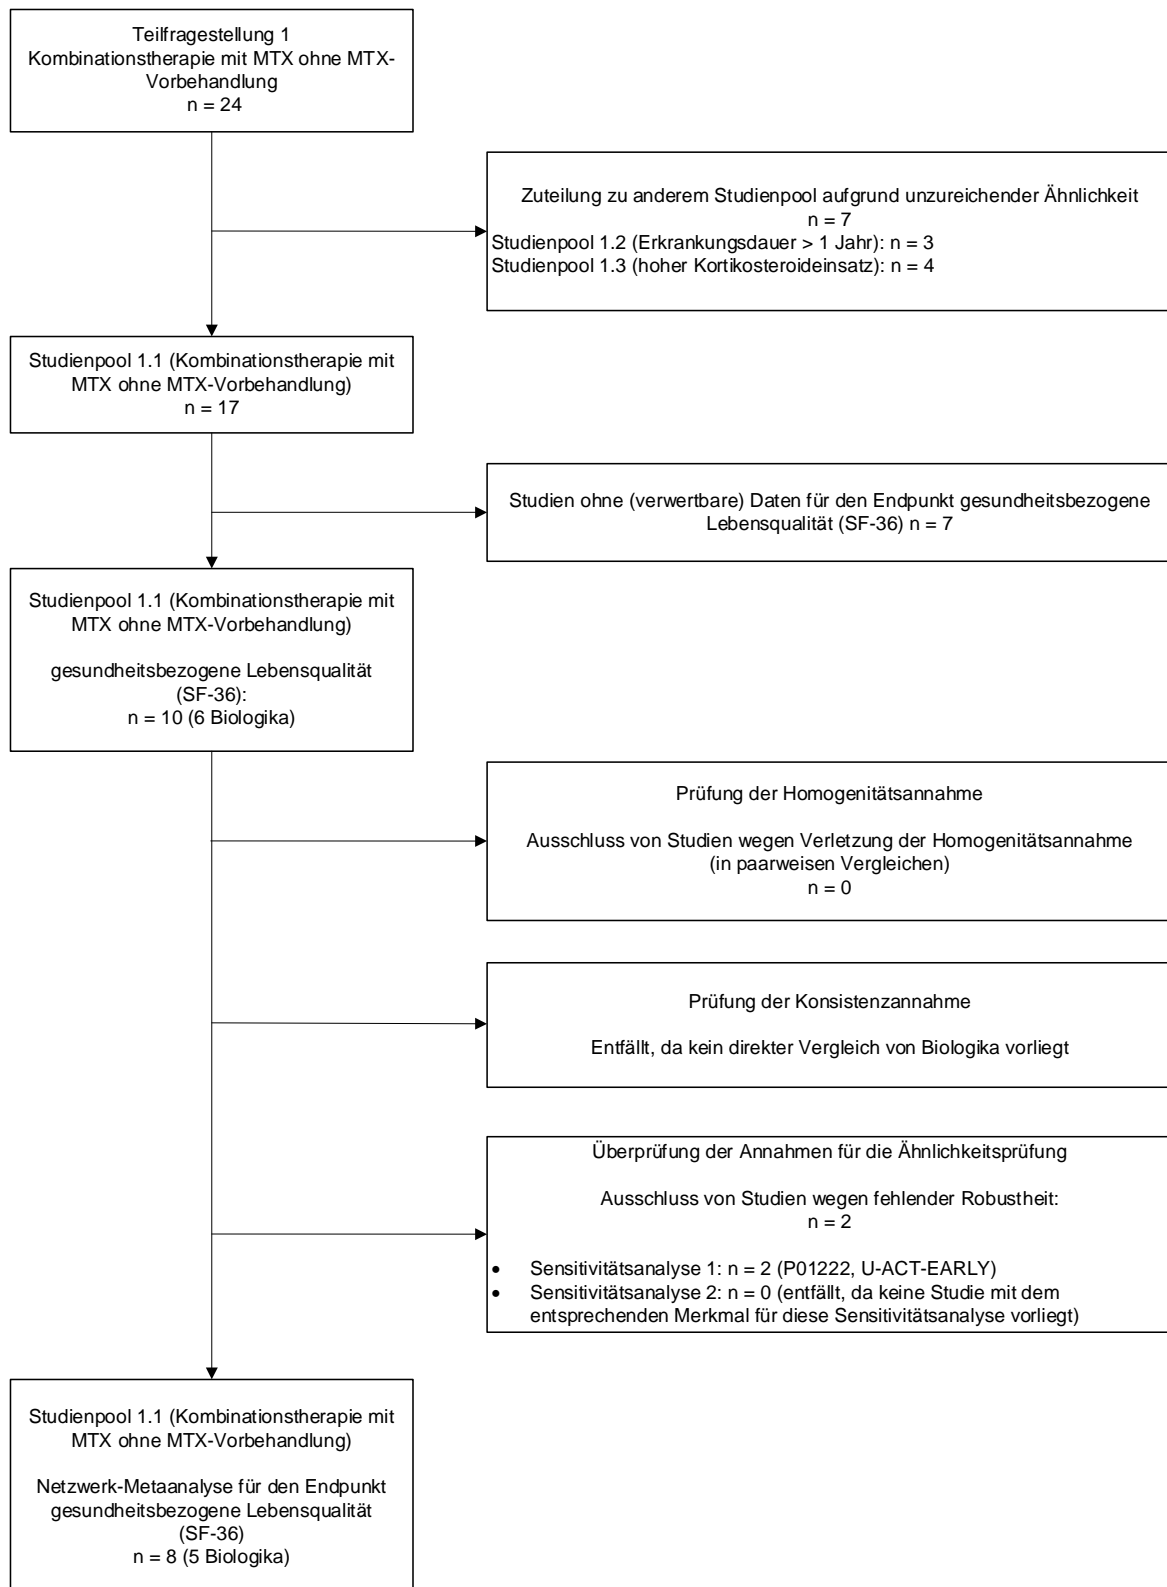 Teilfragestellung 1
Kombinationstherapie mit MTX ohne MTX-
Vorbehandlung
n = 24
Zuteilung zu anderem Studienpool aufgrund unzureichender Ähnlichkeit
n = 7
Studienpool 1.2 (Erkrankungsdauer > 1 Jahr): n = 3
Studienpool 1.3 (hoher Kortikosteroideinsatz): n = 4
Studienpool 1.1 (Kombinationstherapie mit
MTX ohne MTX-Vorbehandlung)
n = 17
Studien ohne (verwertbare) Daten für den Endpunkt gesundheitsbezogene
Lebensqualität (SF-36) n = 7
Studienpool 1.1 (Kombinationstherapie mit
MTX ohne MTX-Vorbehandlung)
gesundheitsbezogene Lebensqualität
(SF-36):
n = 10 (6 Biologika)
Prüfung der Homogenitätsannahme
Ausschluss von Studien wegen Verletzung der Homogenitätsannahme
(in paarweisen Vergleichen)
n = 0
Prüfung der Konsistenzannahme
Entfällt, da kein direkter Vergleich von Biologika vorliegt
Überprüfung der Annahmen für die Ähnlichkeitsprüfung
Ausschluss von Studien wegen fehlender Robustheit:
n = 2
• Sensitivitätsanalyse 1: n = 2 (P01222, U-ACT-EARLY)
• Sensitivitätsanalyse 2: n = 0 (entfällt, da keine Studie mit dem
entsprechenden Merkmal für diese Sensitivitätsanalyse vorliegt)
Studienpool 1.1 (Kombinationstherapie mit
MTX ohne MTX-Vorbehandlung)
Netzwerk-Metaanalyse für den Endpunkt
gesundheitsbezogene Lebensqualität
(SF-36)
n = 8 (5 Biologika)